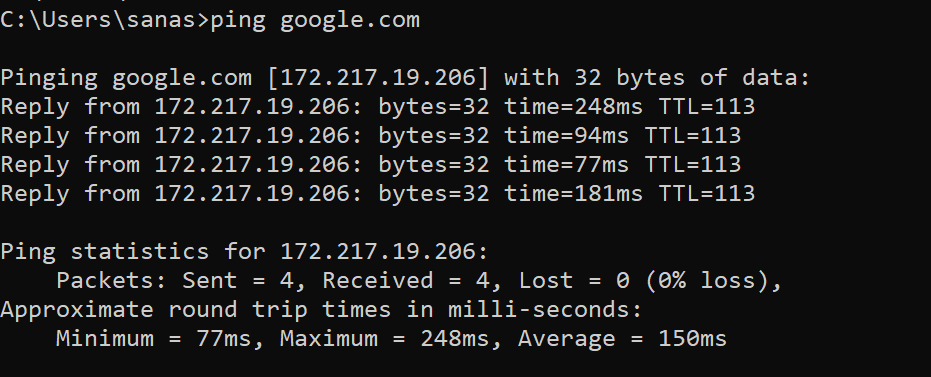 C:\Users\sanas>ping google.com
Pinging google.com [172.217.19.206] with 32 bytes of data:
Reply from 172.217.19.206: bytes=32 time=248ms TTL=113
Reply from 172.217.19.206: bytes=32 time=94ms TTL=113
Reply from 172.217.19.206: bytes=32 time=77ms TTL=113
Reply from 172.217.19.206: bytes=32 time=181ms TTL=113
Ping statistics for 172.217.19.206:
    Packets: Sent = 4, Received = 4, Lost = 0 (0% loss),
Approximate round trip times in milli-seconds:
    Minimum = 77ms, Maximum = 248ms, Average = 150ms